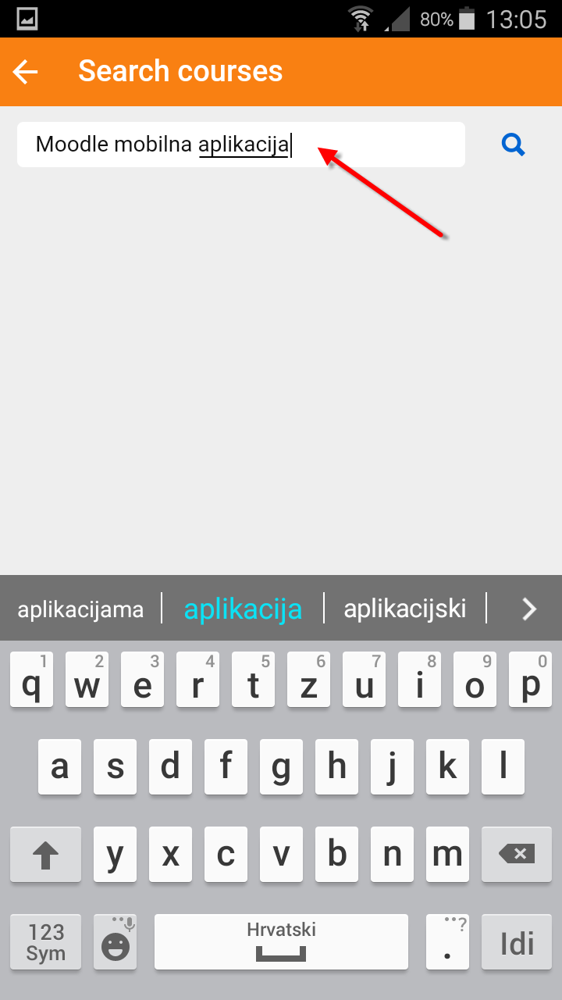 80% 13:05
Search courses
Moodle mobilna aplikacija
aplikacijama aplikacija aplikacijski
1 2 3 4 5 6 7 8 9 0
q w e r t z u i o p
a s d f g h j k l
y x c v b n m
123 Hrvatski ?
Sym . Idi